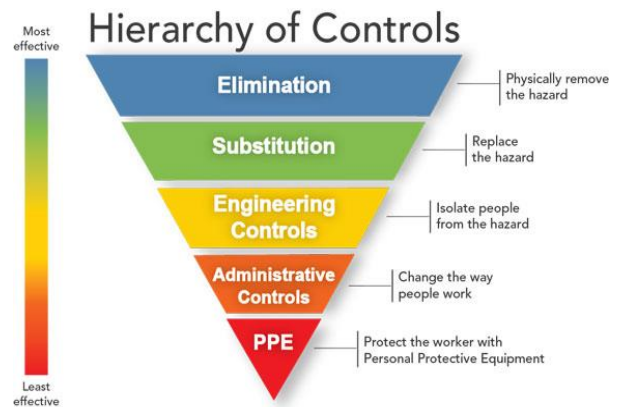 Hierarchy of Controls
Most
effective
Elimination
Physically remove
the hazard
Substitution
Replace
the hazard
Engineering
Controls
Isolate people
from the hazard
Administrative
Controls
Change the way
people work
PPE
Protect the worker with
Personal Protective Equipment
Least
effective